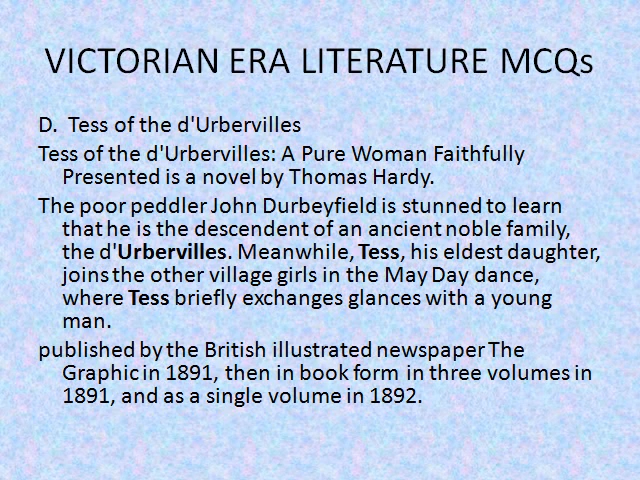 VICTORIAN ERA LITERATURE MCQs
D. Tess of the d'Urbervilles
Tess of the d'Urbervilles: A Pure Woman Faithfully
Presented is a novel by Thomas Hardy.
The poor peddler John Durbeyfield is stunned to learn
that he is the descendent of an ancient noble family,
the d'Urbervilles. Meanwhile, Tess, his eldest daughter,
joins the other village girls in the May Day dance,
where Tess briefly exchanges glances with a young
man.
published by the British illustrated newspaper The
Graphic in 1891, then in book form in three volumes in
1891, and as a single volume in 1892.